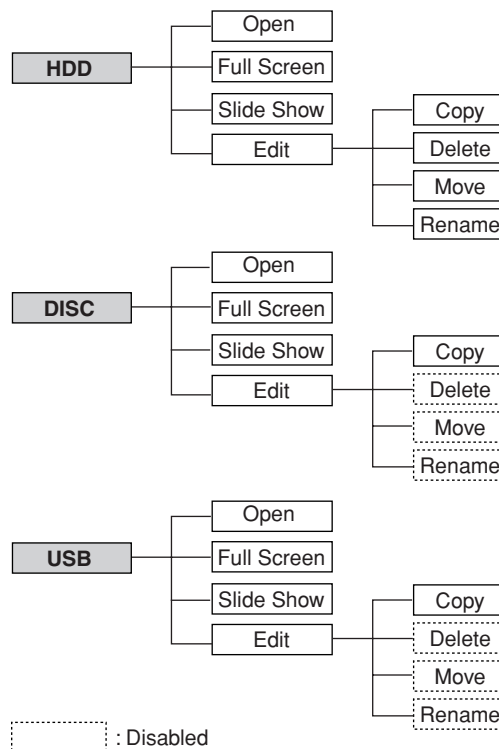 HDD
Open
Full Screen
Slide Show
Edit
Copy
Delete
Move
Rename
DISC
Open
Full Screen
Slide Show
Edit
Copy
Delete
Move
Rename
USB
Open
Full Screen
Slide Show
Edit
Copy
Delete
Move
Rename
: Disabled